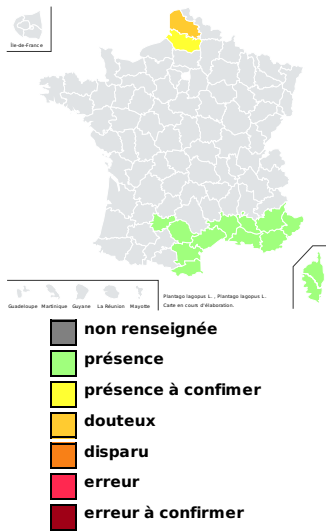 Île-de-France
Guadeloupe Martinique Guyane La Réunion Mayotte
Plantago lagopus L. , Plantago lagopus L.
Carte en cours d'élaboration.
non renseignée
présence
présence à confimer
douteux
disparu
erreur
erreur à confirmer